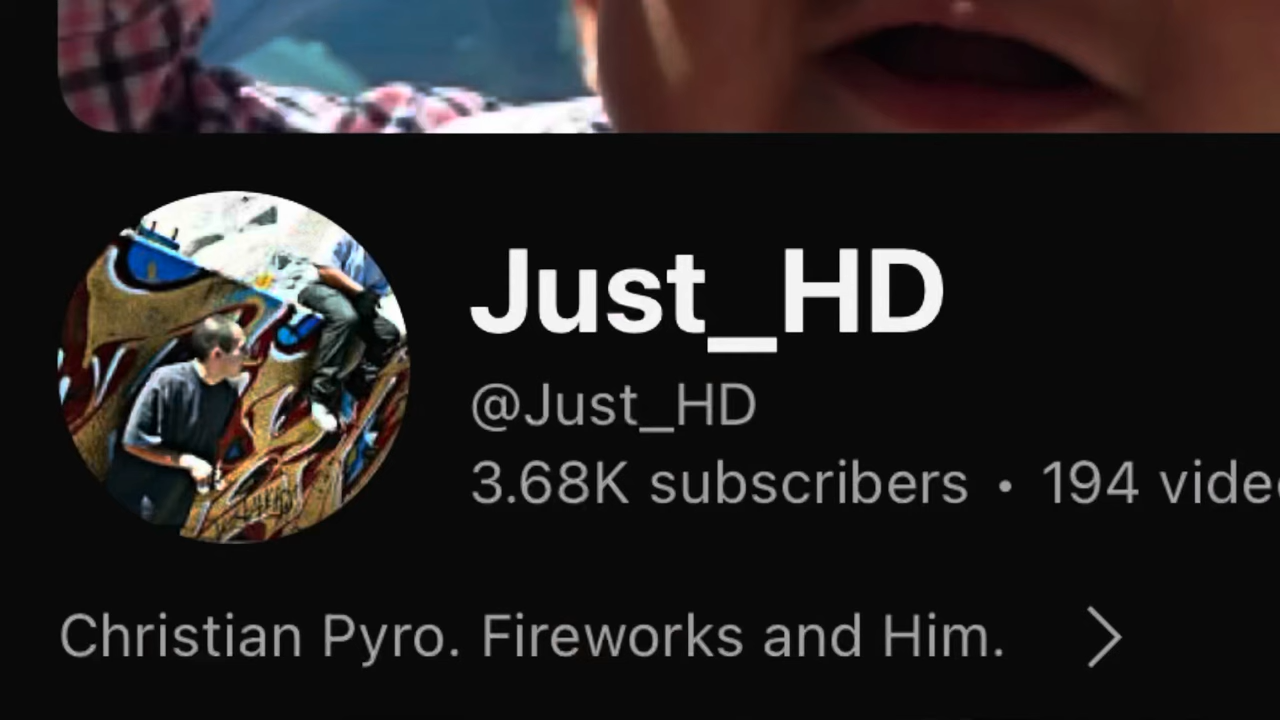 Just_HD
@Just_HD
3.68K subscribers • 194 vide
Christian Pyro. Fireworks and Him.